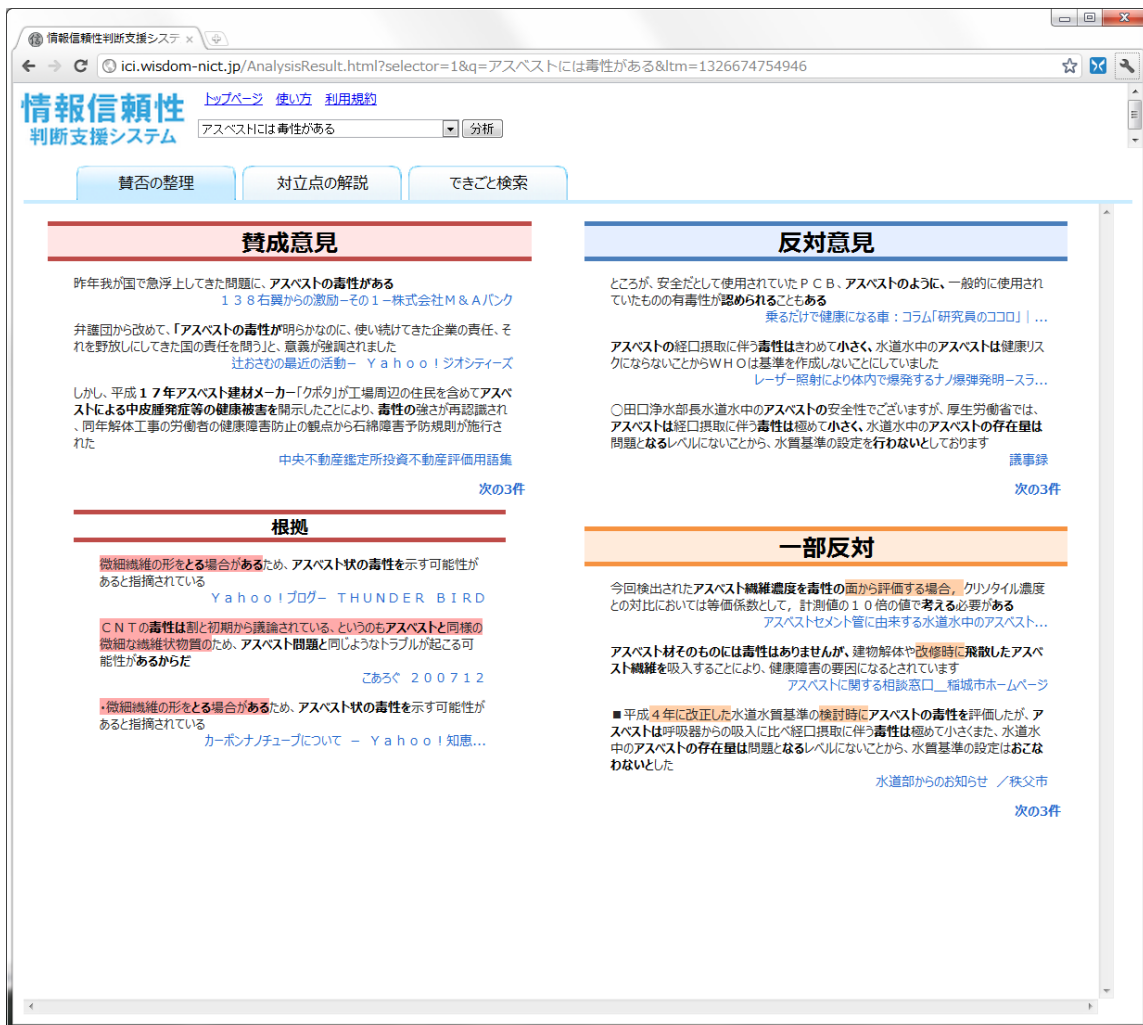 情報信頼性判断支援システ
ici.wisdom-nict.jp/AnalysisResult.html?selector=1&q=アスベストには毒性がある&ltm=1326674754946
情報信頼性
判断支援システム
トップページ 使い方 利用規約
アスベストには毒性がある 分析
賛否の整理 対立点の解説 できごと検索
賛成意見
昨年我が国で急浮上してきた問題に、アスベストの毒性がある
138右翼からの激励−その1−株式会社M&Aバンク
弁護団から改めて、「アスベストの毒性が明らかなのに、使い続けてきた企業の責任、そ
れを野放しにしてきた国の責任を問う」と、意義が強調されました
辻おさむの最近の活動− Yahoo!ジオシティーズ
しかし、平成17年アスベスト建材メーカー「クボタ」が工場周辺の住民を含めてアスベ
ストによる中皮腫発症等の健康被害を開示したことにより、毒性の強さが再認識され
、同年解体工事の労働者の健康障害防止の観点から石綿障害予防規則が施行さ
れた
中央不動産鑑定所投資不動産評価用語集
次の3件
根拠
微細繊維の形をとる場合があるため、アスベスト状の毒性を示す可能性が
あると指摘されている
Yahoo!ブログ− THUNDER BIRD
CNTの毒性は割と初期から議論されている、というのもアスベストと同様の
微細な繊維状物質のため、アスベスト問題と同じようなトラブルが起こる可
能性があるからだ
こあろぐ 200712
・微細繊維の形をとる場合があるため、アスベスト状の毒性を示す可能性が
あると指摘されている
カーボンナノチューブについて − Yahoo!知恵...
反対意見
ところが、安全だとして使用されていたPCB、アスベストのように、一般的に使用され
ていたものの有毒性が認められることもある
乗るだけで健康になる車:コラム「研究員のココロ」|...
アスベストの経口摂取に伴う毒性はきわめて小さく、水道水中のアスベストは健康リス
クにならないことからWHOは基準を作成しないことにしていました
レーザー照射により体内で爆発するナノ爆弾発明−スラ...
○田口浄水部長水道水中のアスベストの安全性でございますが、厚生労働省では、
アスベストは経口摂取に伴う毒性は極めて小さく、水道水中のアスベストの存在量は
問題となるレベルにないことから、水質基準の設定を行わないとしております
議事録
次の3件
一部反対
今回検出されたアスベスト繊維濃度を毒性の面から評価する場合,クリソタイル濃度
との対比においては等価係数として,計測値の10倍の値で考える必要がある
アスベストセメント管に由来する水道水中のアスベスト...
アスベスト材そのものには毒性はありませんが、建物解体や改修時に飛散したアスベ
スト繊維を吸入することにより、健康障害の要因になるとされています
アスベストに関する相談窓口__稲城市ホームページ
■平成4年に改正した水道水質基準の検討時にアスベストの毒性を評価したが、ア
スベストは呼吸器からの吸入に比べ経口摂取に伴う毒性は極めて小さくまた、水道水
中のアスベストの存在量は問題となるレベルにないことから、水質基準の設定はおこな
わないとした
水道部からのお知らせ /秩父市
次の3件